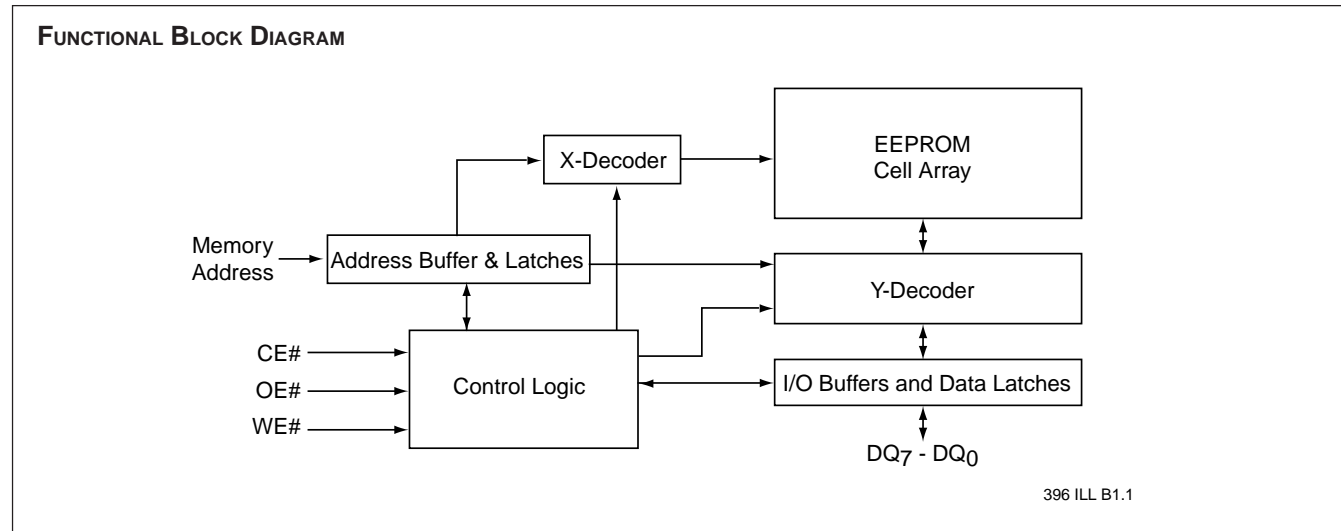 FUNCTIONAL BLOCK DIAGRAM
X-Decoder
EEPROM
Cell Array
Memory
Address
Address Buffer & Latches
Y-Decoder
CE#
OE#
WE#
Control Logic
I/O Buffers and Data Latches
DQ7 - DQ0
396 ILL B1.1